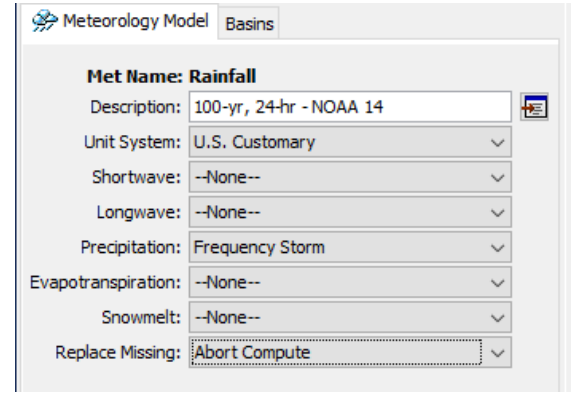 Meteorology Model Basins
Met Name: Rainfall
Description: 100-yr, 24-hr - NOAA 14
Unit System: U.S. Customary
Shortwave: --None--
Longwave: --None--
Precipitation: Frequency Storm
Evapotranspiration: --None--
Snowmelt: --None--
Replace Missing: Abort Compute